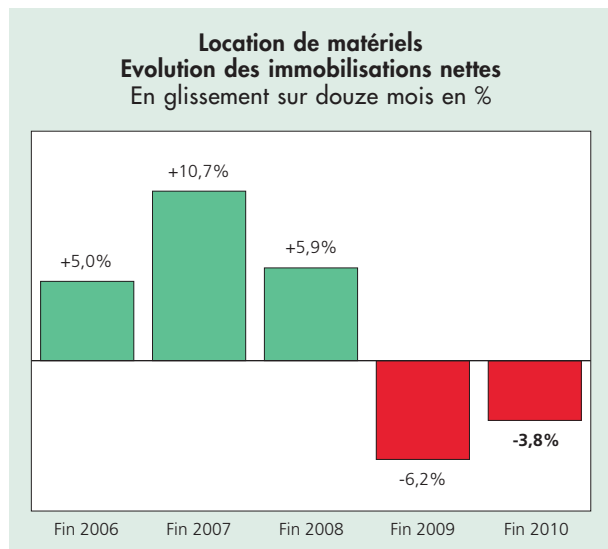 Location de matériels
Evolution des immobilisations nettes
En glissement sur douze mois en %
+10,7%
+5,9%
+5,0%
-3,8%
-6,2%
Fin 2006 Fin 2007 Fin 2008 Fin 2009 Fin 2010